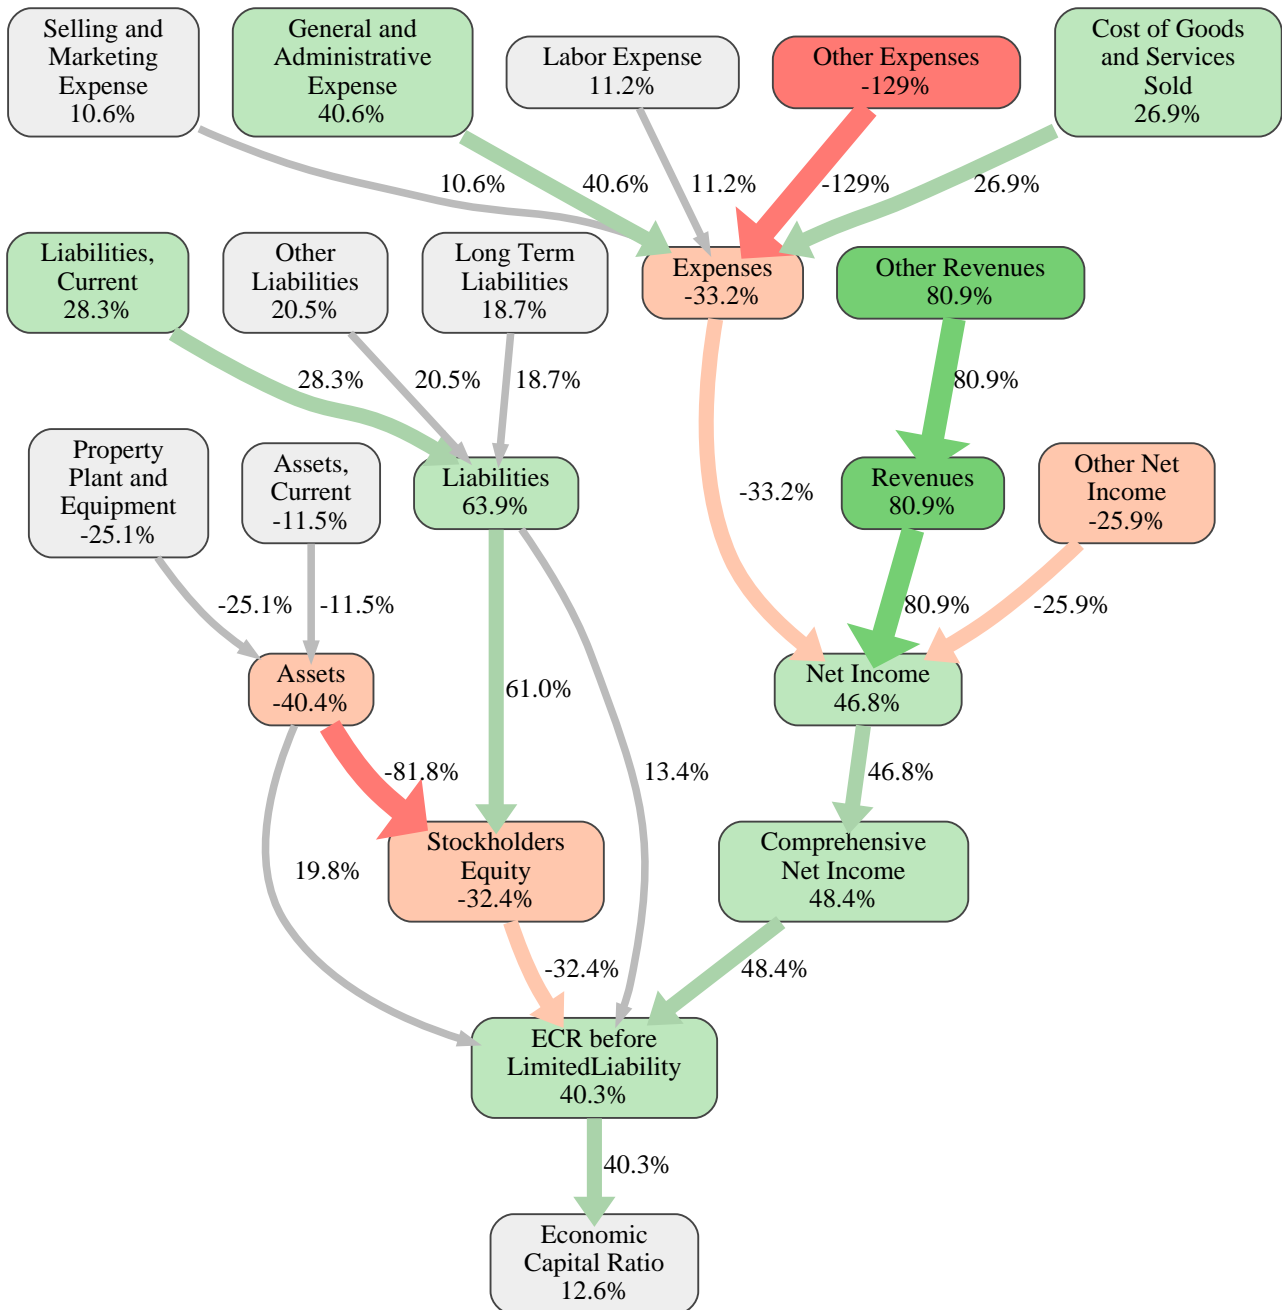 Selling and
Marketing
Expense
10.6%
General and
Administrative
Expense
40.6%
Labor Expense
11.2%
Other Expenses
-129%
Cost of Goods
and Services
Sold
26.9%
10.6%
40.6%
11.2%
-129%
26.9%
Liabilities,
Current
28.3%
Other
Liabilities
20.5%
Long Term
Liabilities
18.7%
Expenses
-33.2%
Other Revenues
80.9%
28.3%
20.5%
18.7%
80.9%
Property
Plant and
Equipment
-25.1%
Assets,
Current
-11.5%
Liabilities
63.9%
-33.2%
Revenues
80.9%
Other Net
Income
-25.9%
-25.1%
-11.5%
80.9%
-25.9%
Assets
-40.4%
61.0%
Net Income
46.8%
-81.8%
13.4%
46.8%
19.8%
Stockholders
Equity
-32.4%
Comprehensive
Net Income
48.4%
-32.4%
48.4%
ECR before
LimitedLiability
40.3%
40.3%
Economic
Capital Ratio
12.6%